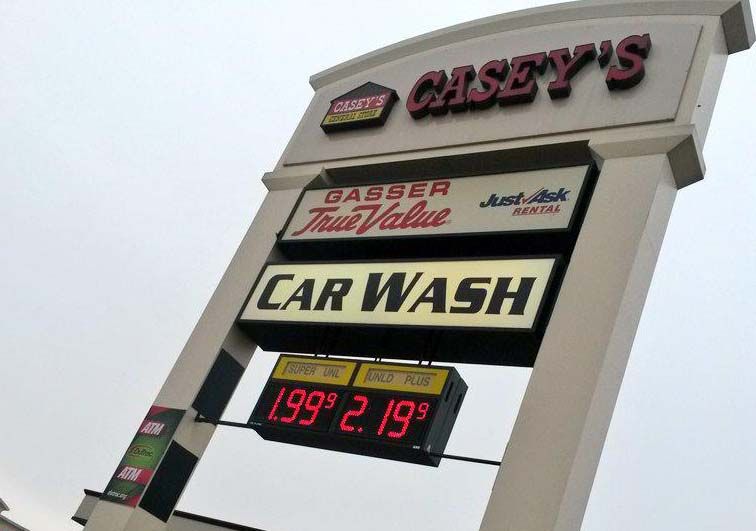 CASEY'S
GENERAL STORE
CASEY'S
GASSER
True Value
Just Ask
RENTAL
CAR WASH
SUPER UNL
UNLD PLUS
1.99 9
2.19 9
ATM
DuTrac
ATM